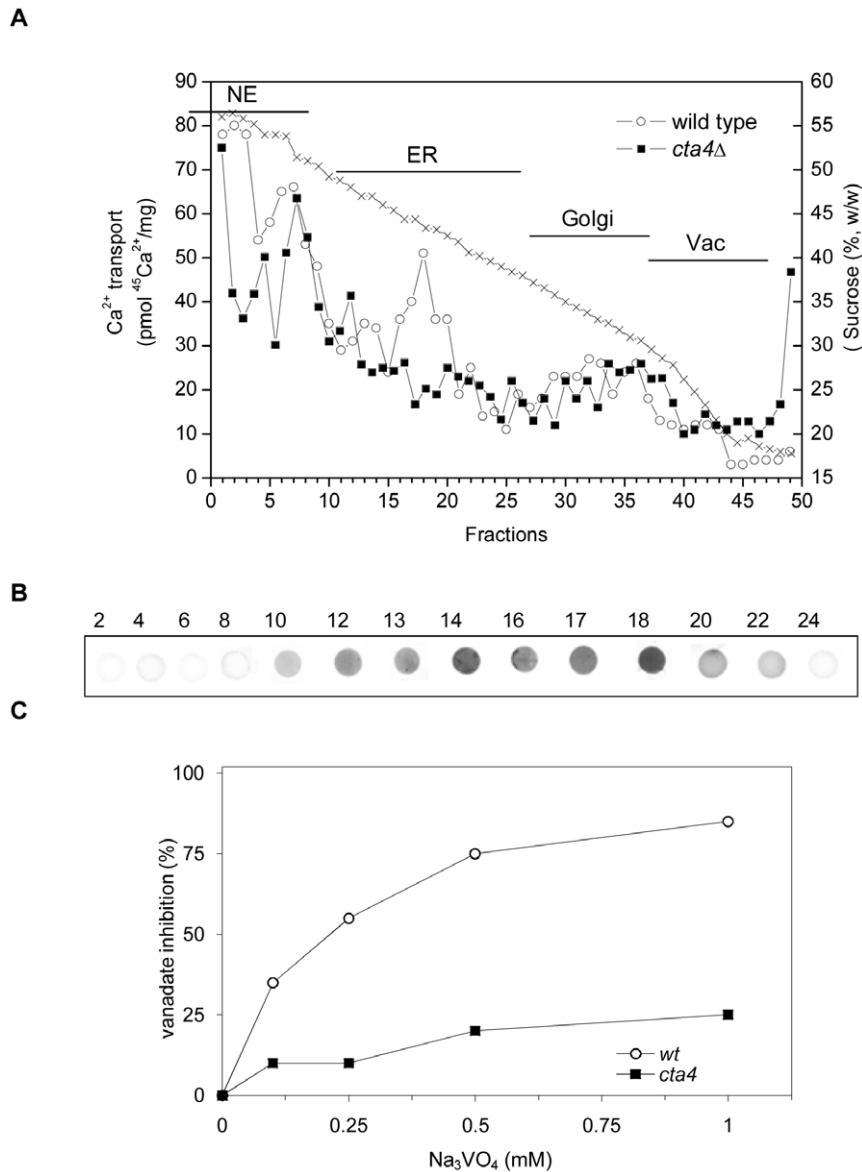 A
NE
ER
Golgi
Vac
wild type
cta4Δ
90
80
70
60
50
40
30
20
10
0
Ca²⁺ transport
(pmol ⁴⁵Ca²⁺/mg)
60
55
50
45
40
35
30
25
20
15
( Sucrose (%, w/w)
0 5 10 15 20 25 30 35 40 45 50
Fractions
B
2 4 6 8 10 12 13 14 16 17 18 20 22 24
C
100
75
50
25
0
vanadate inhibition (%)
wt
cta4
0 0.25 0.5 0.75 1
Na₃VO₄ (mM)